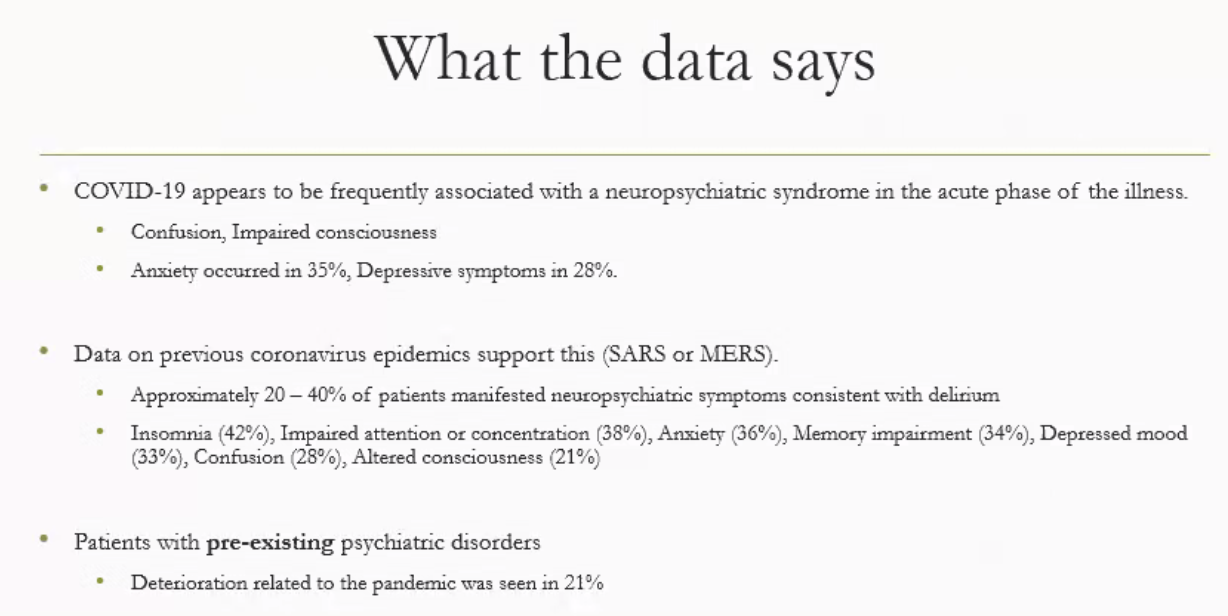 What the data says
• COVID-19 appears to be frequently associated with a neuropsychiatric syndrome in the acute phase of the illness.
• Confusion, Impaired consciousness
• Anxiety occurred in 35%, Depressive symptoms in 28%.
• Data on previous coronavirus epidemics support this (SARS or MERS).
• Approximately 20 – 40% of patients manifested neuropsychiatric symptoms consistent with delirium
• Insomnia (42%), Impaired attention or concentration (38%), Anxiety (36%), Memory impairment (34%), Depressed mood
(33%), Confusion (28%), Altered consciousness (21%)
• Patients with pre-existing psychiatric disorders
• Deterioration related to the pandemic was seen in 21%